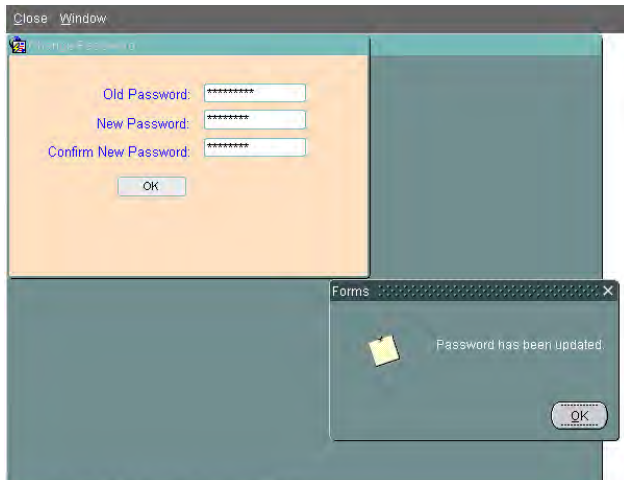 Close Window
Change Password
Old Password: *********
New Password: ********
Confirm New Password: ********
OK
Forms
Password has been updated
OK